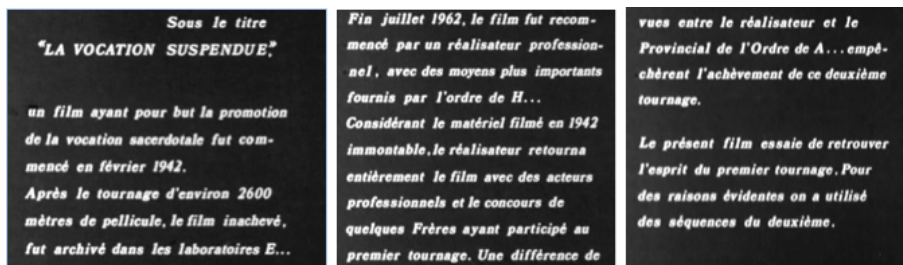 Sous le titre
"LA VOCATION SUSPENDUE",
un film ayant pour but la promotion
de la vocation sacerdotale fut com-
mencé en février 1942.
Après le tournage d'environ 2600
mètres de pellicule, le film inachevé,
fut archivé dans les laboratoires E...
Fin juillet 1962, le film fut recom-
mencé par un réalisateur profession-
nel, avec des moyens plus importants
fournis par l'ordre de H...
Considérant le matériel filmé en 1942
immontable, le réalisateur retourna
entièrement le film avec des acteurs
professionnels et le concours de
quelques Frères ayant participé au
premier tournage. Une différence de
vues entre le réalisateur et le
Provincial de l'Ordre de A... empê-
chèrent l'achèvement de ce deuxième
tournage.
Le présent film essaie de retrouver
l'esprit du premier tournage. Pour
des raisons évidentes on a utilisé
des séquences du deuxième.